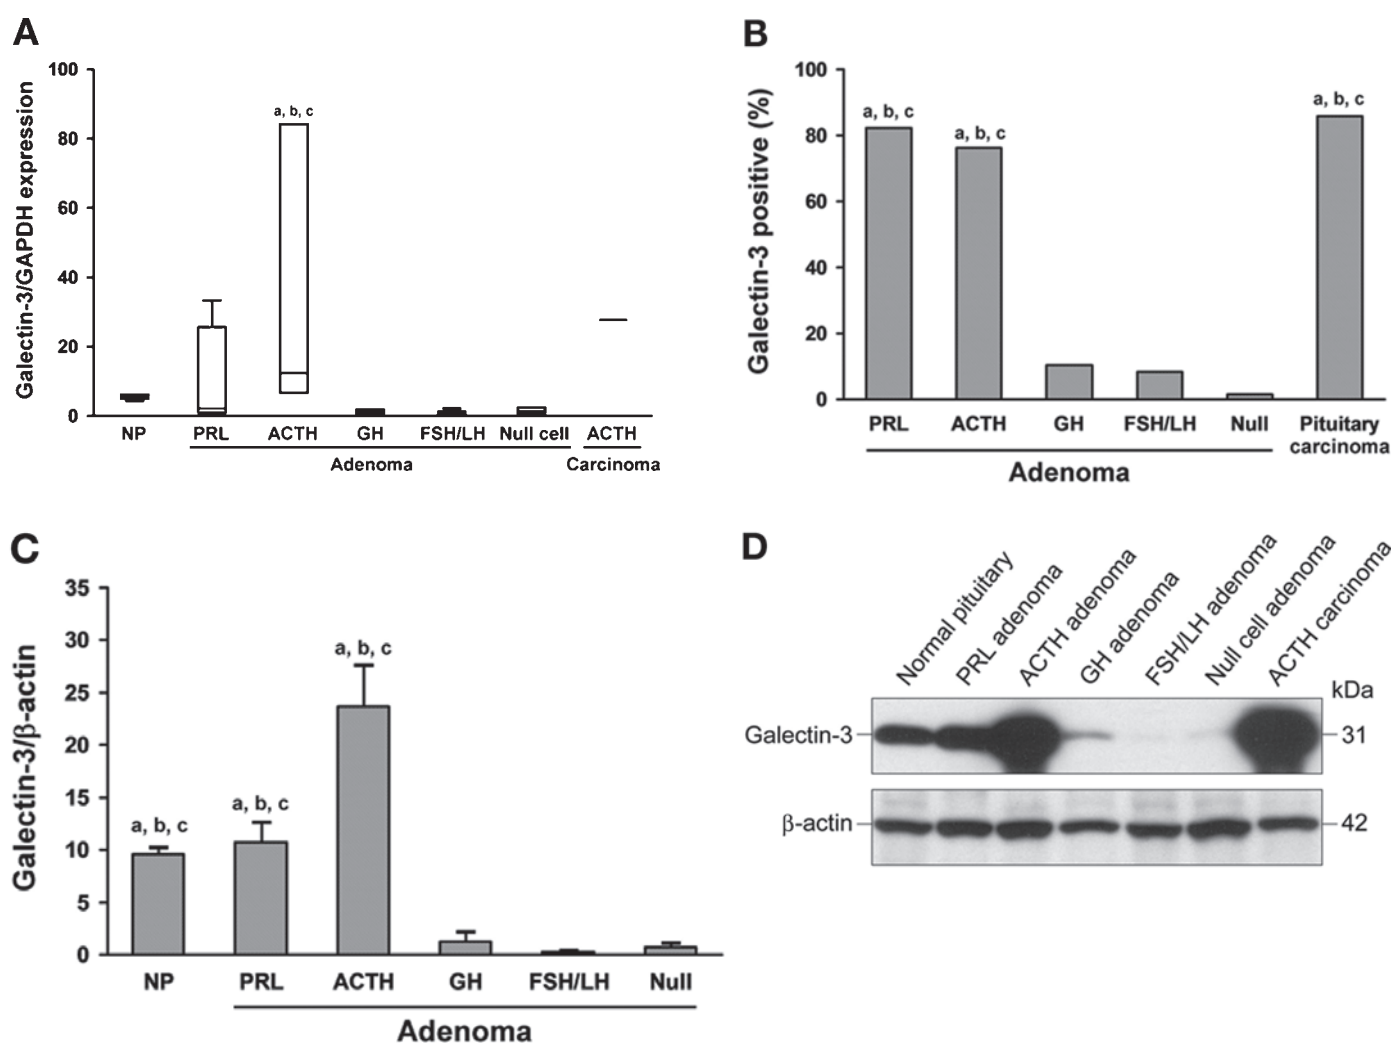 A
Galectin-3/GAPDH expression
100
80
60
40
20
0
a, b, c
NP PRL ACTH GH FSH/LH Null cell ACTH
Adenoma Carcinoma
B
Galectin-3 positive (%)
100
80
60
40
20
0
a, b, c
a, b, c
a, b, c
PRL ACTH GH FSH/LH Null Pituitary
carcinoma
Adenoma
C
Galectin-3/β-actin
35
30
25
20
15
10
5
0
a, b, c
a, b, c
a, b, c
NP PRL ACTH GH FSH/LH Null
Adenoma
D
Normal pituitary
PRL adenoma
ACTH adenoma
GH adenoma
FSH/LH adenoma
Null cell adenoma
ACTH carcinoma
kDa
Galectin-3 31
β-actin 42